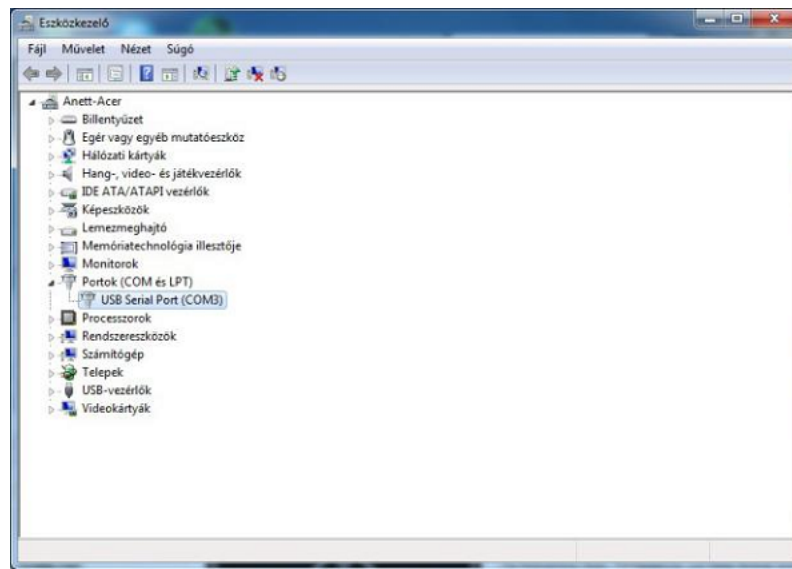 Eszközkezelő
Fájl Művelet Nézet Súgó
Anett-Acer
Billentyűzet
Egér vagy egyéb mutatóeszköz
Hálózati kártyák
Hang-, video- és játékvezérlők
IDE ATA/ATAPI vezérlők
Képeszközök
Lemezmeghajtó
Memóriatechnológia illesztője
Monitorok
Portok (COM és LPT)
USB Serial Port (COM3)
Processzorok
Rendszereszközök
Számítógép
Telepek
USB-vezérlők
Videokártyák